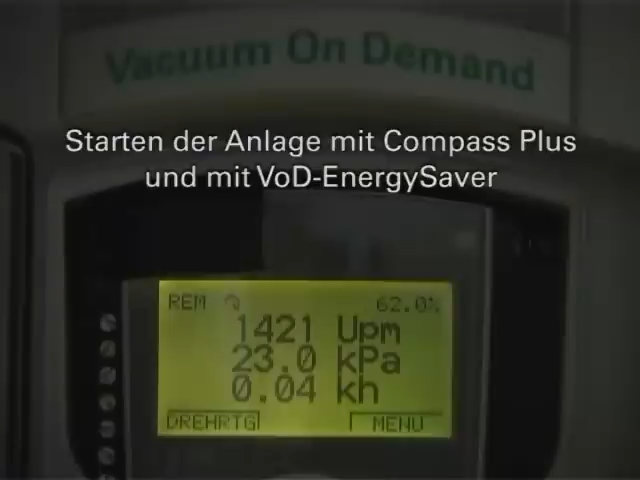 Vacuum On Demand
Starten der Anlage mit Compass Plus
und mit VoD-EnergySaver
REM 62.0%
1421 Upm
23.0 kPa
0.04 kh
DREHRTG MENU